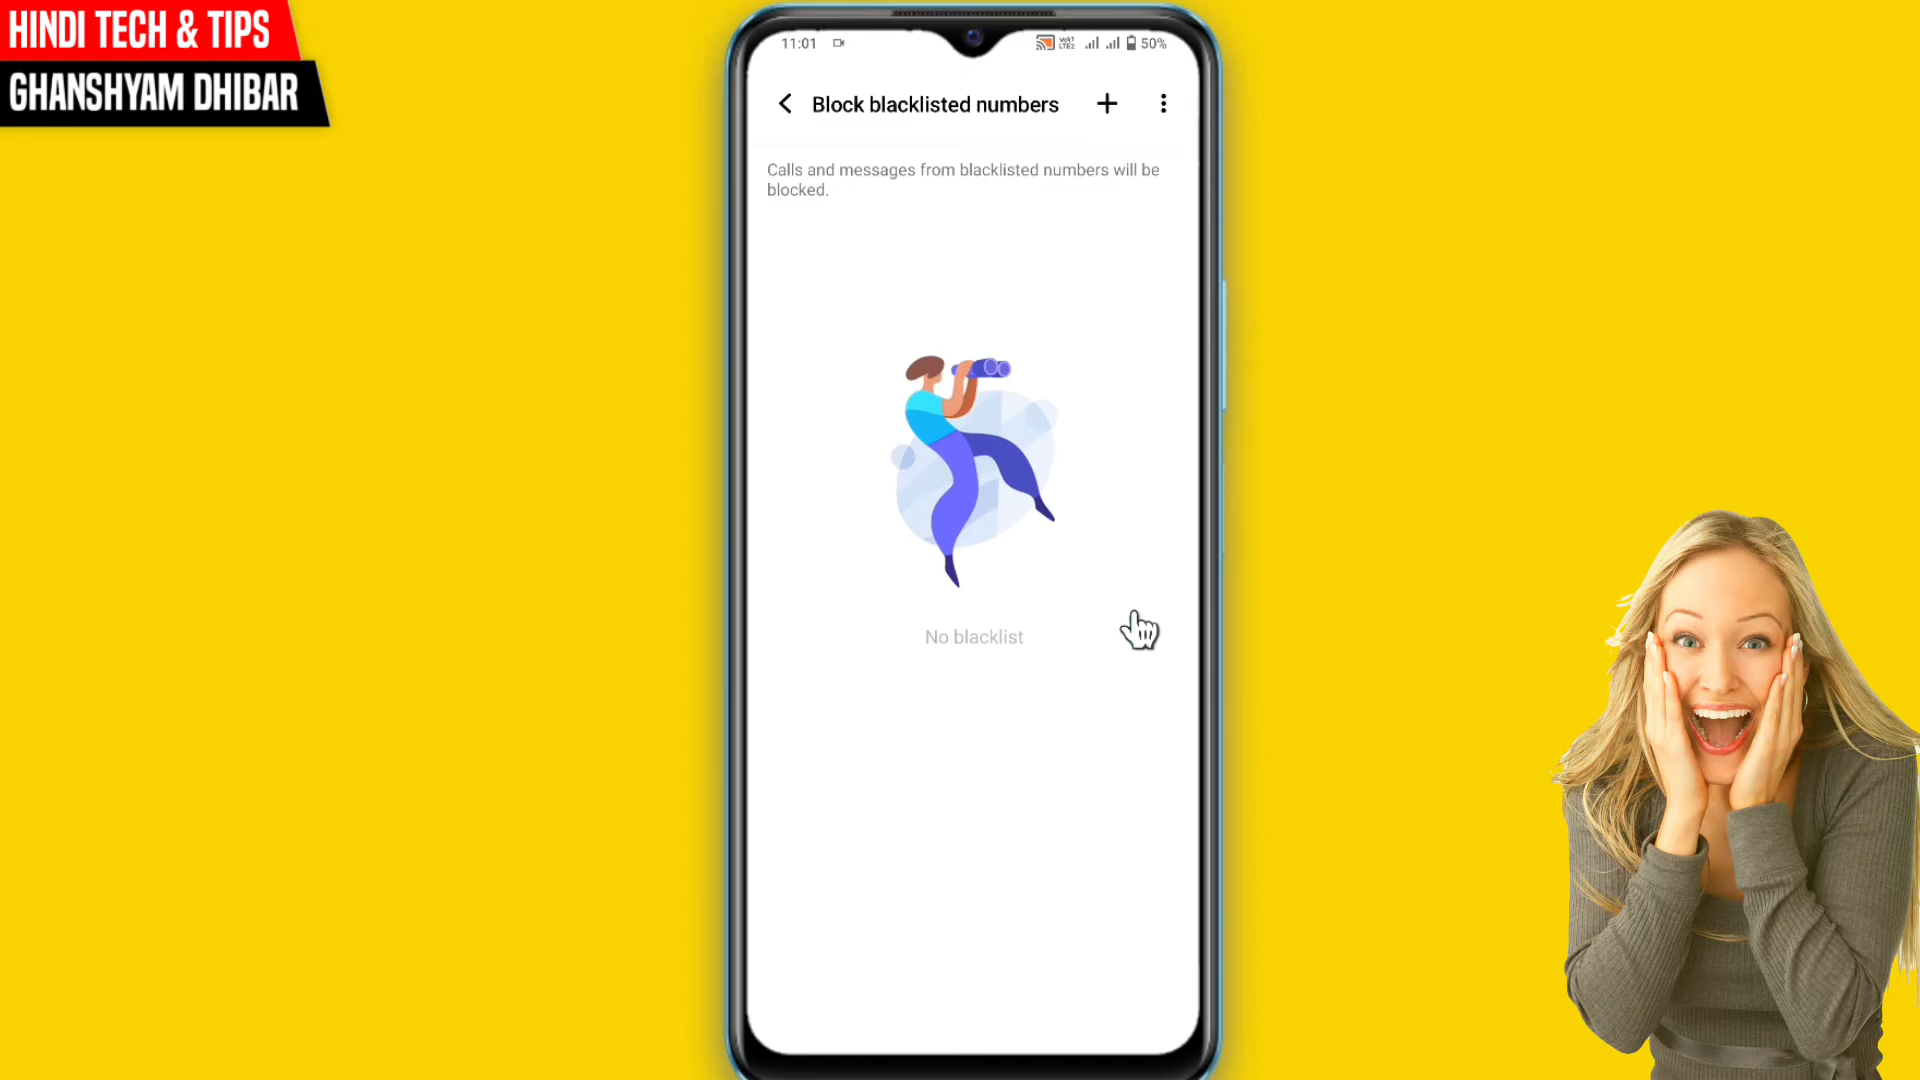 HINDI TECH & TIPS
GHANSHYAM DHIBAR
11:01
50%
Block blacklisted numbers
Calls and messages from blacklisted numbers will be
blocked.
No blacklist